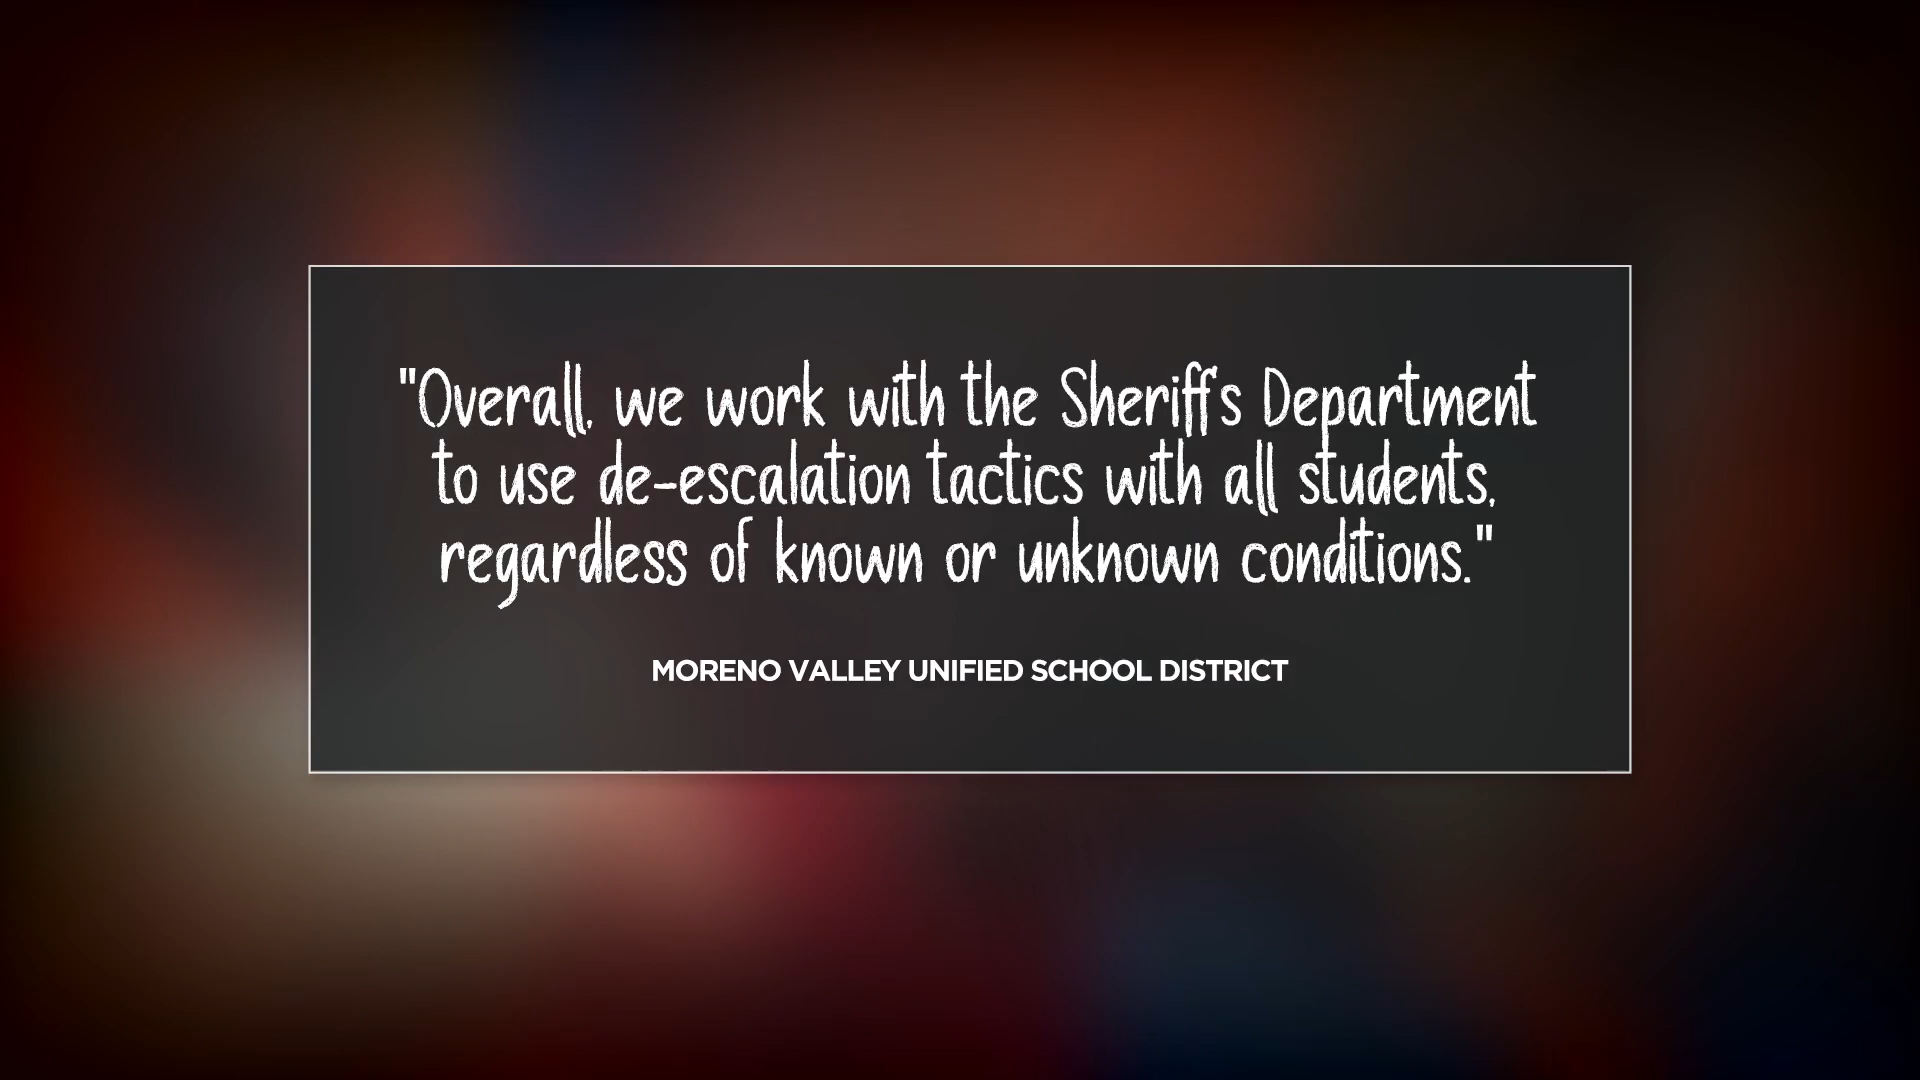 "Overall, we work with the Sheriff's Department
to use de-escalation tactics with all students,
regardless of known or unknown conditions."
MORENO VALLEY UNIFIED SCHOOL DISTRICT